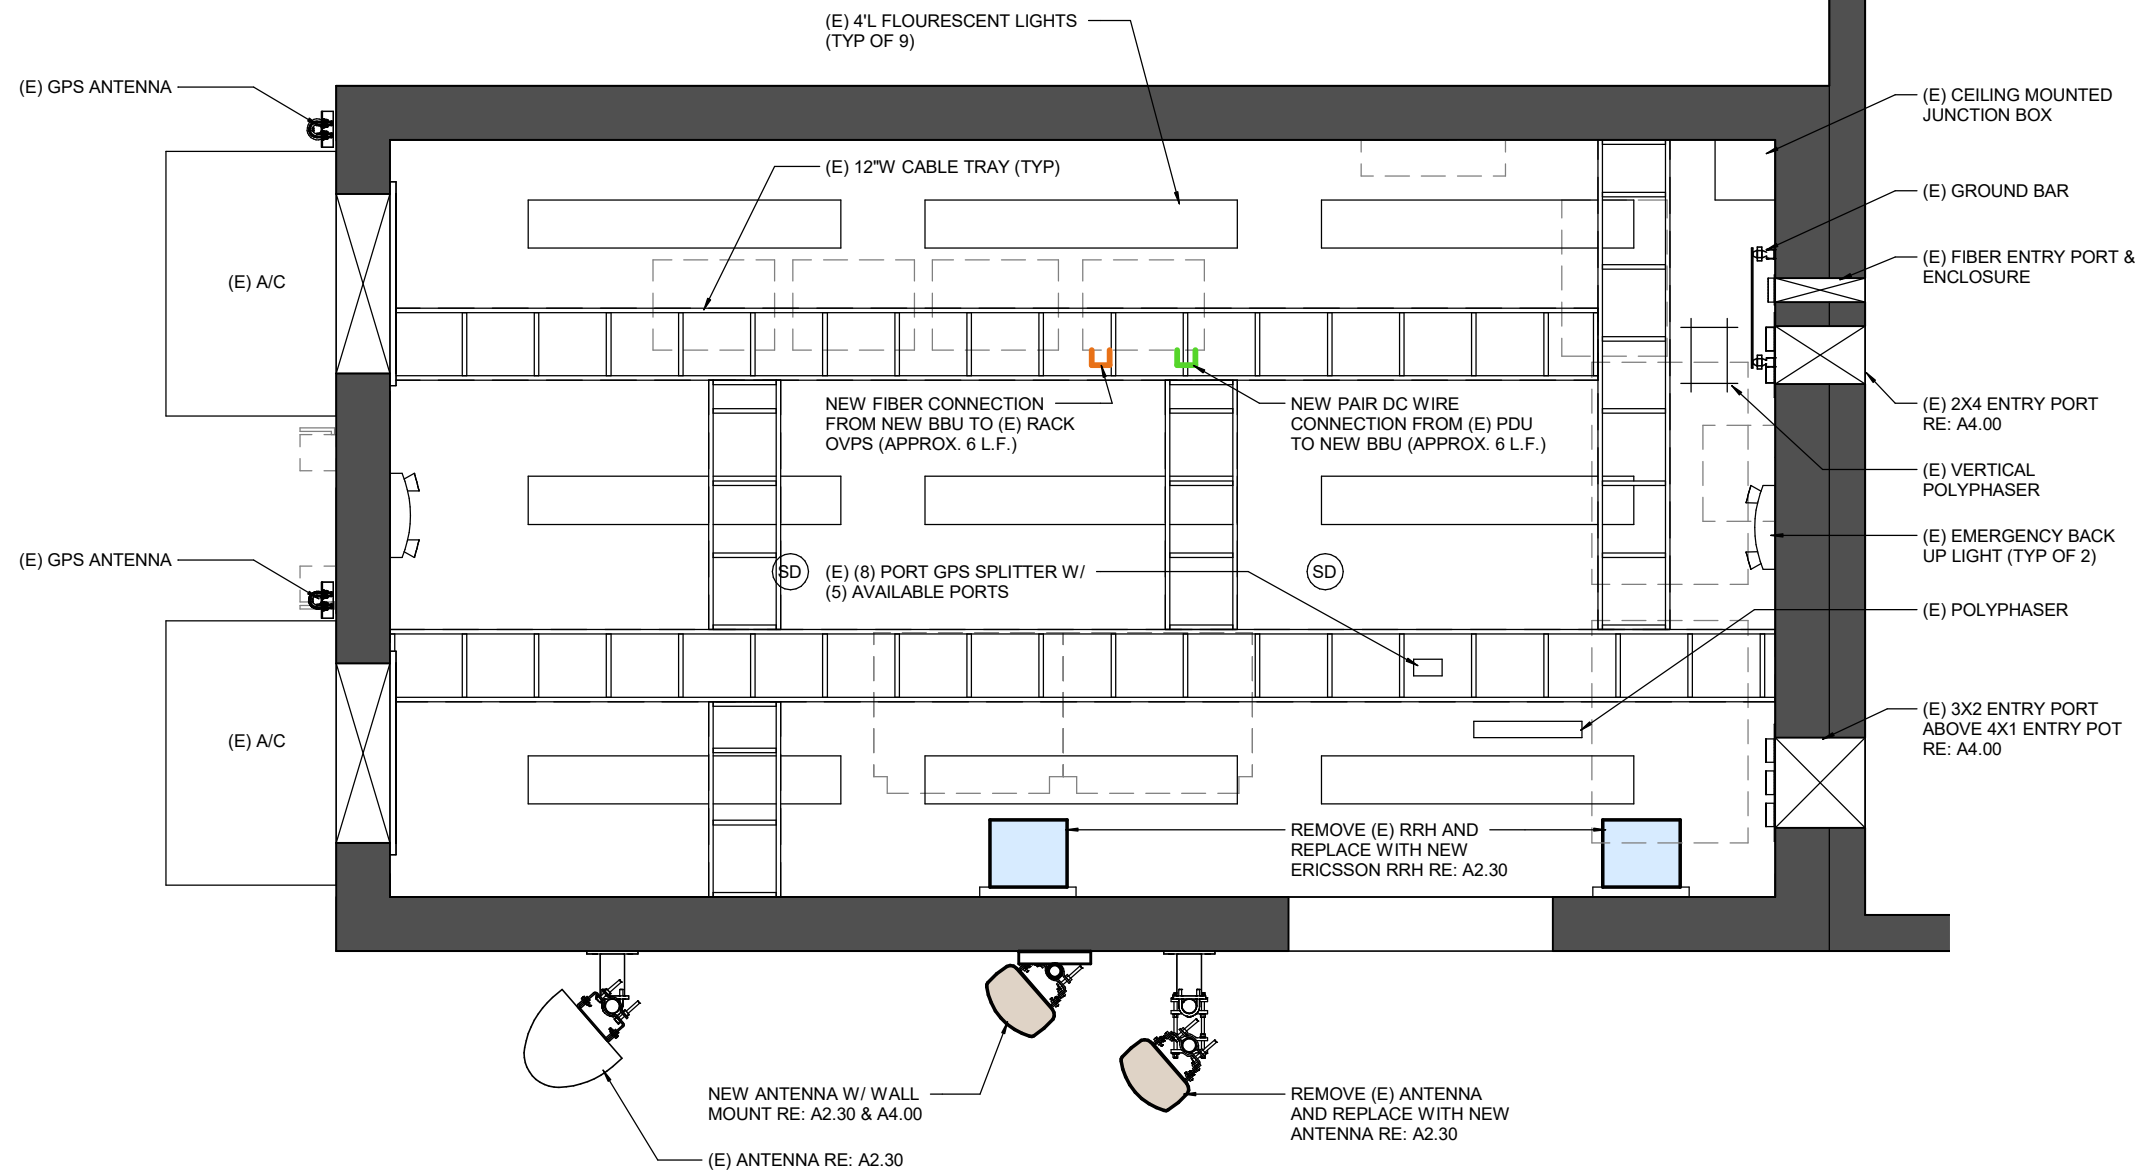 (E) 4'L FLOURESCENT LIGHTS
(TYP OF 9)
(E) GPS ANTENNA
(E) CEILING MOUNTED
JUNCTION BOX
(E) 12"W CABLE TRAY (TYP)
(E) GROUND BAR
(E) FIBER ENTRY PORT &
ENCLOSURE
(E) A/C
NEW FIBER CONNECTION
FROM NEW BBU TO (E) RACK
OVPS (APPROX. 6 L.F.)
NEW PAIR DC WIRE
CONNECTION FROM (E) PDU
TO NEW BBU (APPROX. 6 L.F.)
(E) 2X4 ENTRY PORT
RE: A4.00
(E) VERTICAL
POLYPHASER
(E) EMERGENCY BACK
UP LIGHT (TYP OF 2)
(E) GPS ANTENNA
SD
(E) (8) PORT GPS SPLITTER W/
(5) AVAILABLE PORTS
SD
(E) POLYPHASER
(E) 3X2 ENTRY PORT
ABOVE 4X1 ENTRY POT
RE: A4.00
(E) A/C
REMOVE (E) RRH AND
REPLACE WITH NEW
ERICSSON RRH RE: A2.30
NEW ANTENNA W/ WALL
MOUNT RE: A2.30 & A4.00
REMOVE (E) ANTENNA
AND REPLACE WITH NEW
ANTENNA RE: A2.30
(E) ANTENNA RE: A2.30